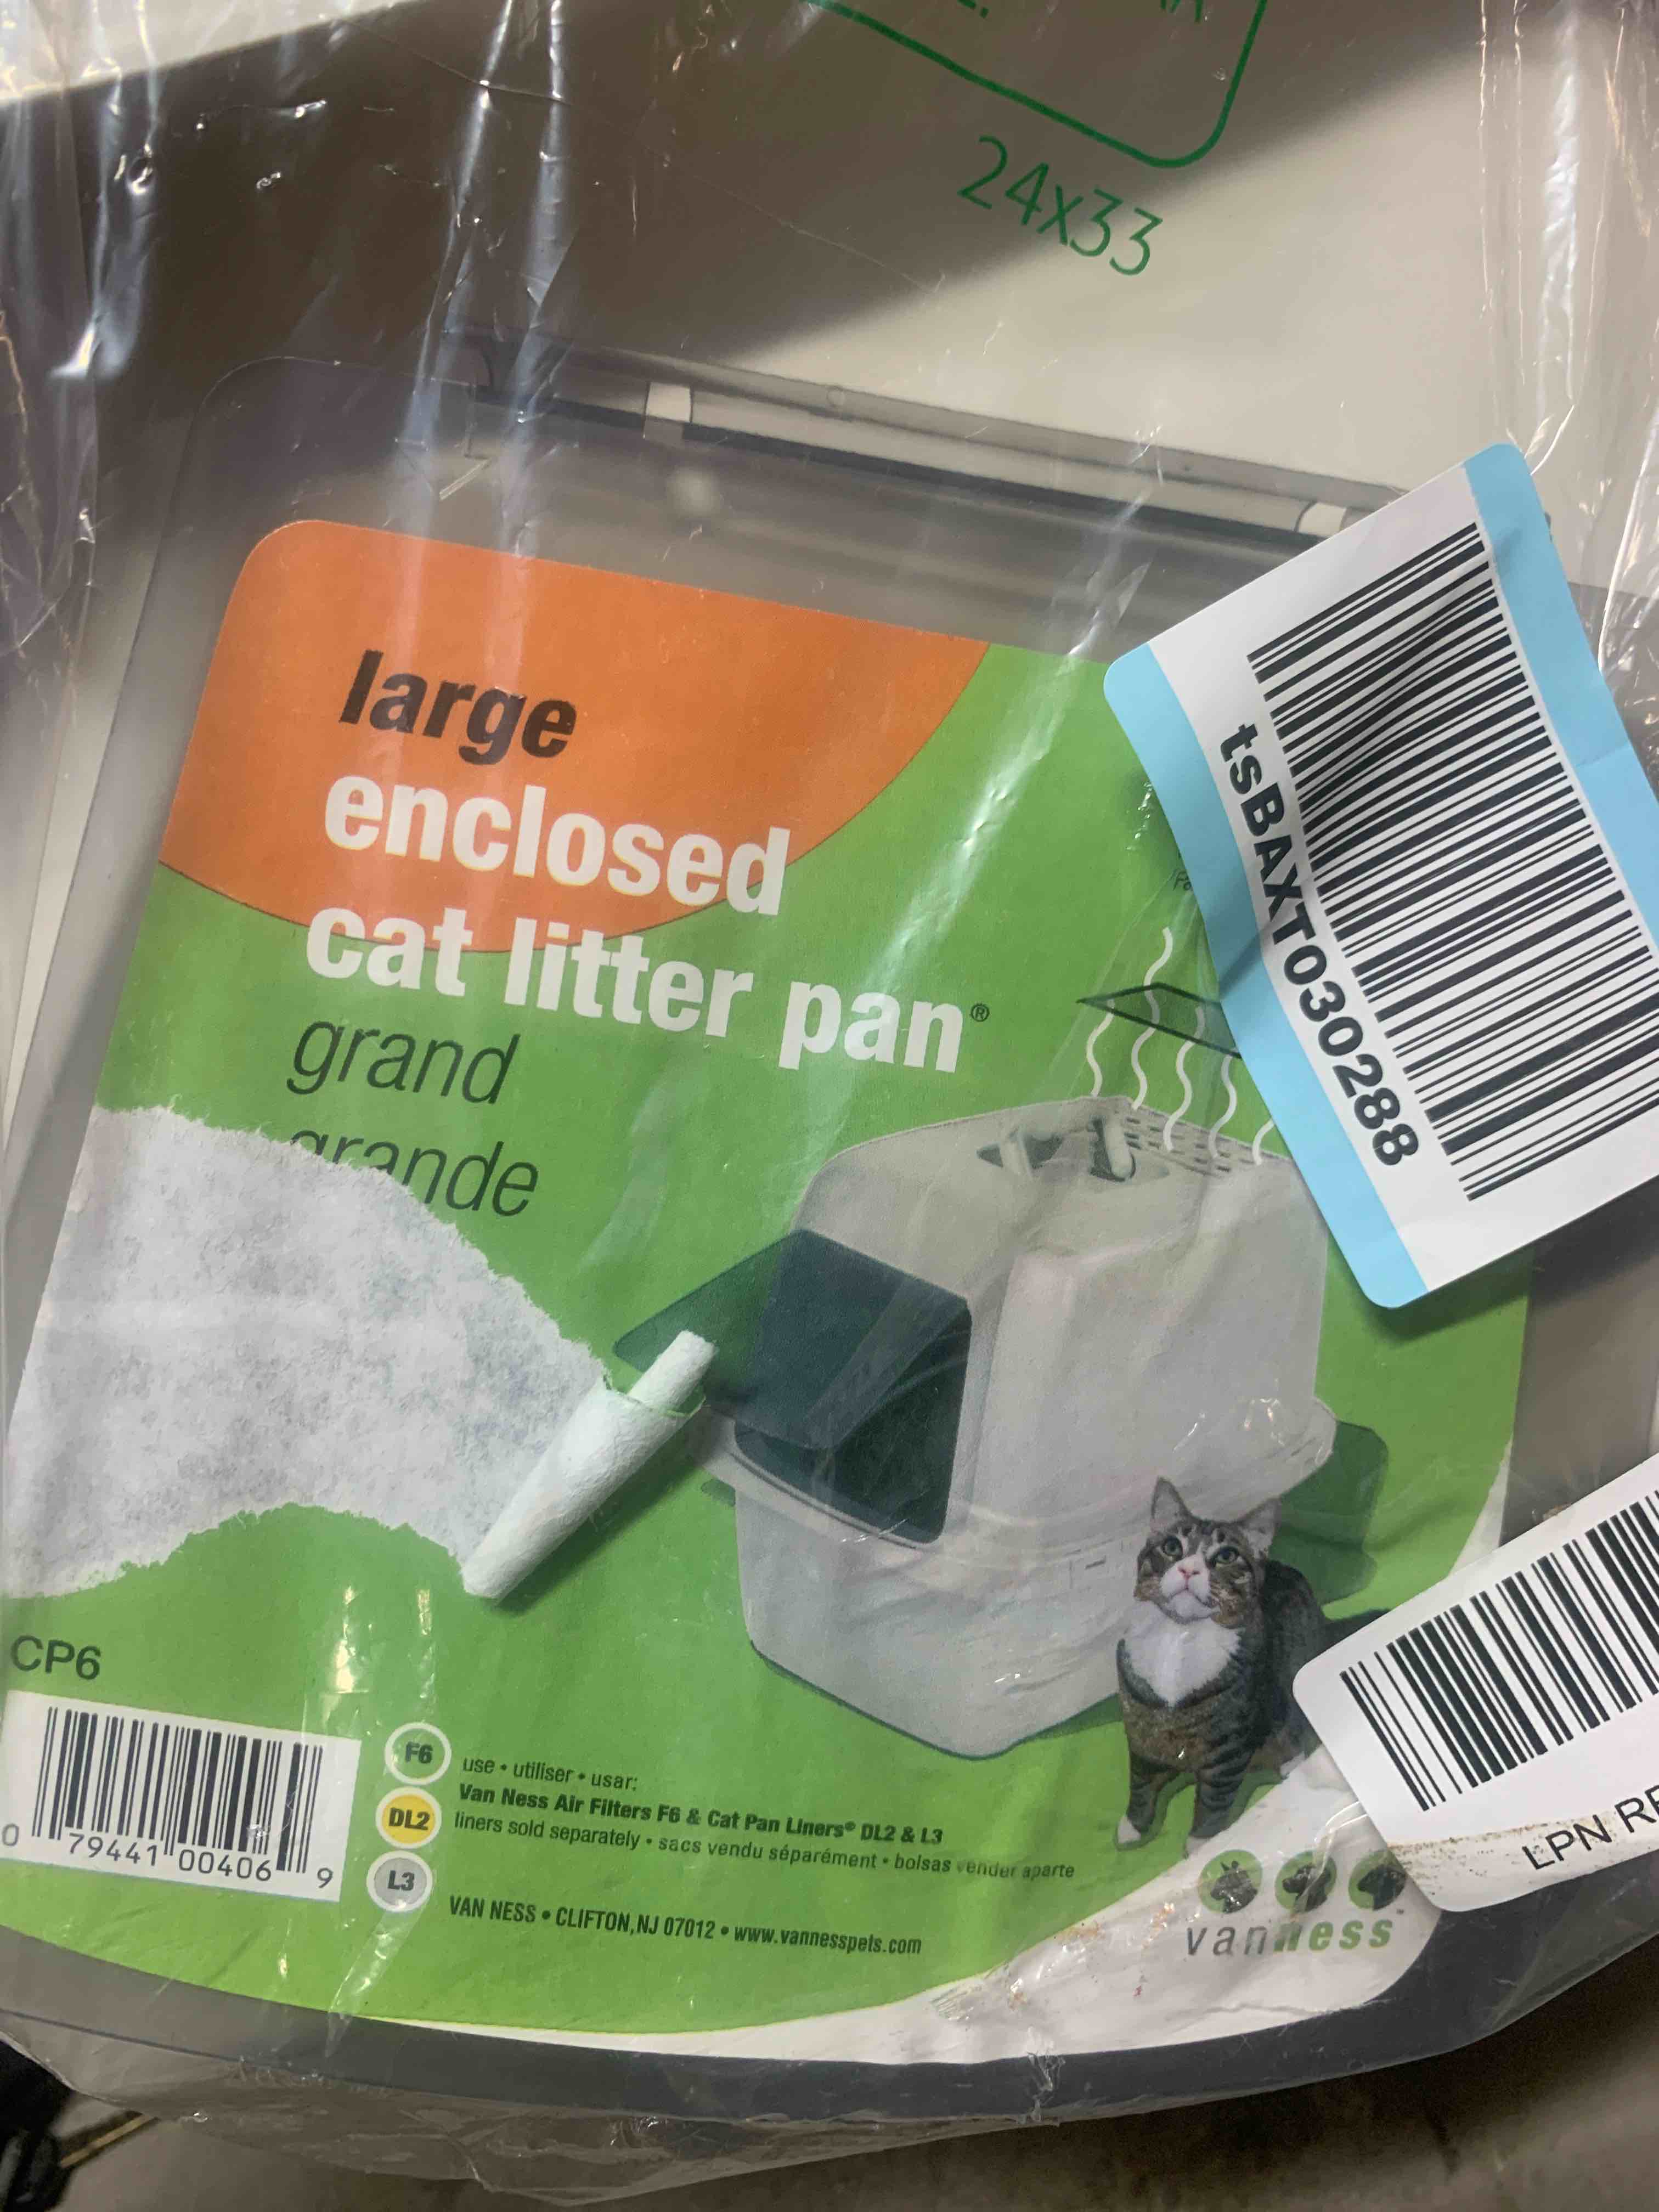 24x33
large
enclosed
cat litter pan®
grand
grande
tsBAXT030288
CP6
0 79441 00406 9
F6
DL2
L3
use • utiliser • usar:
Van Ness Air Filters F6 & Cat Pan Liners® DL2 & L3
liners sold separately • sacs vendu séparément • bolsas vender aparte
VAN NESS • CLIFTON, NJ 07012 • www.vannesspets.com
vanness™
LPN